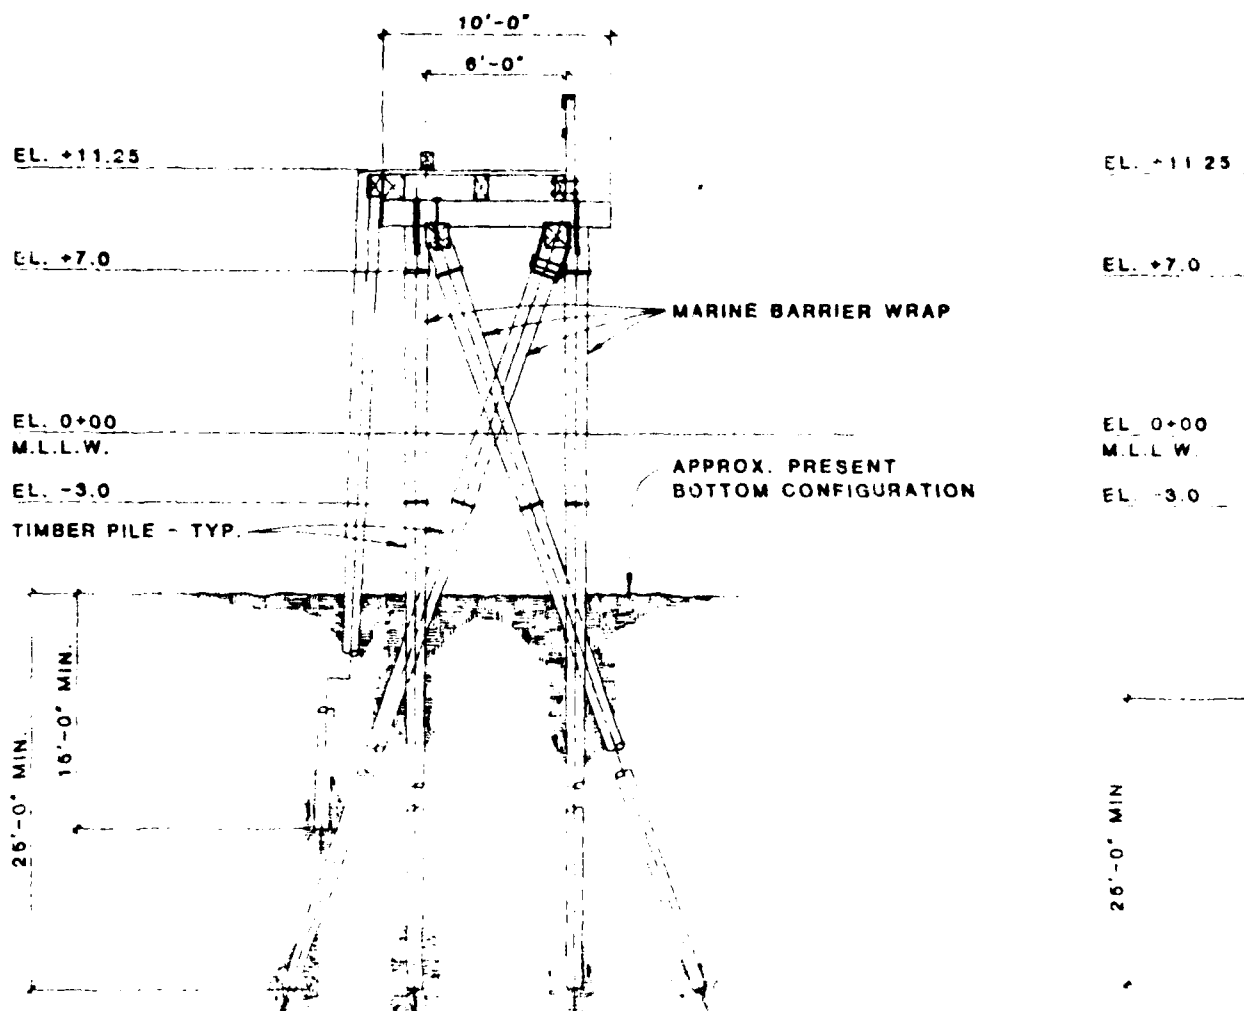 10'-0"
6'-0"
EL. +11.25
EL. +11.25
EL. +7.0
EL. +7.0
MARINE BARRIER WRAP
EL. 0+00
M.L.L.W.
EL. 0+00
M.L.L.W.
APPROX. PRESENT
BOTTOM CONFIGURATION
EL. -3.0
EL. -3.0
TIMBER PILE - TYP.
15'-0" MIN.
25'-0" MIN.
25'-0" MIN